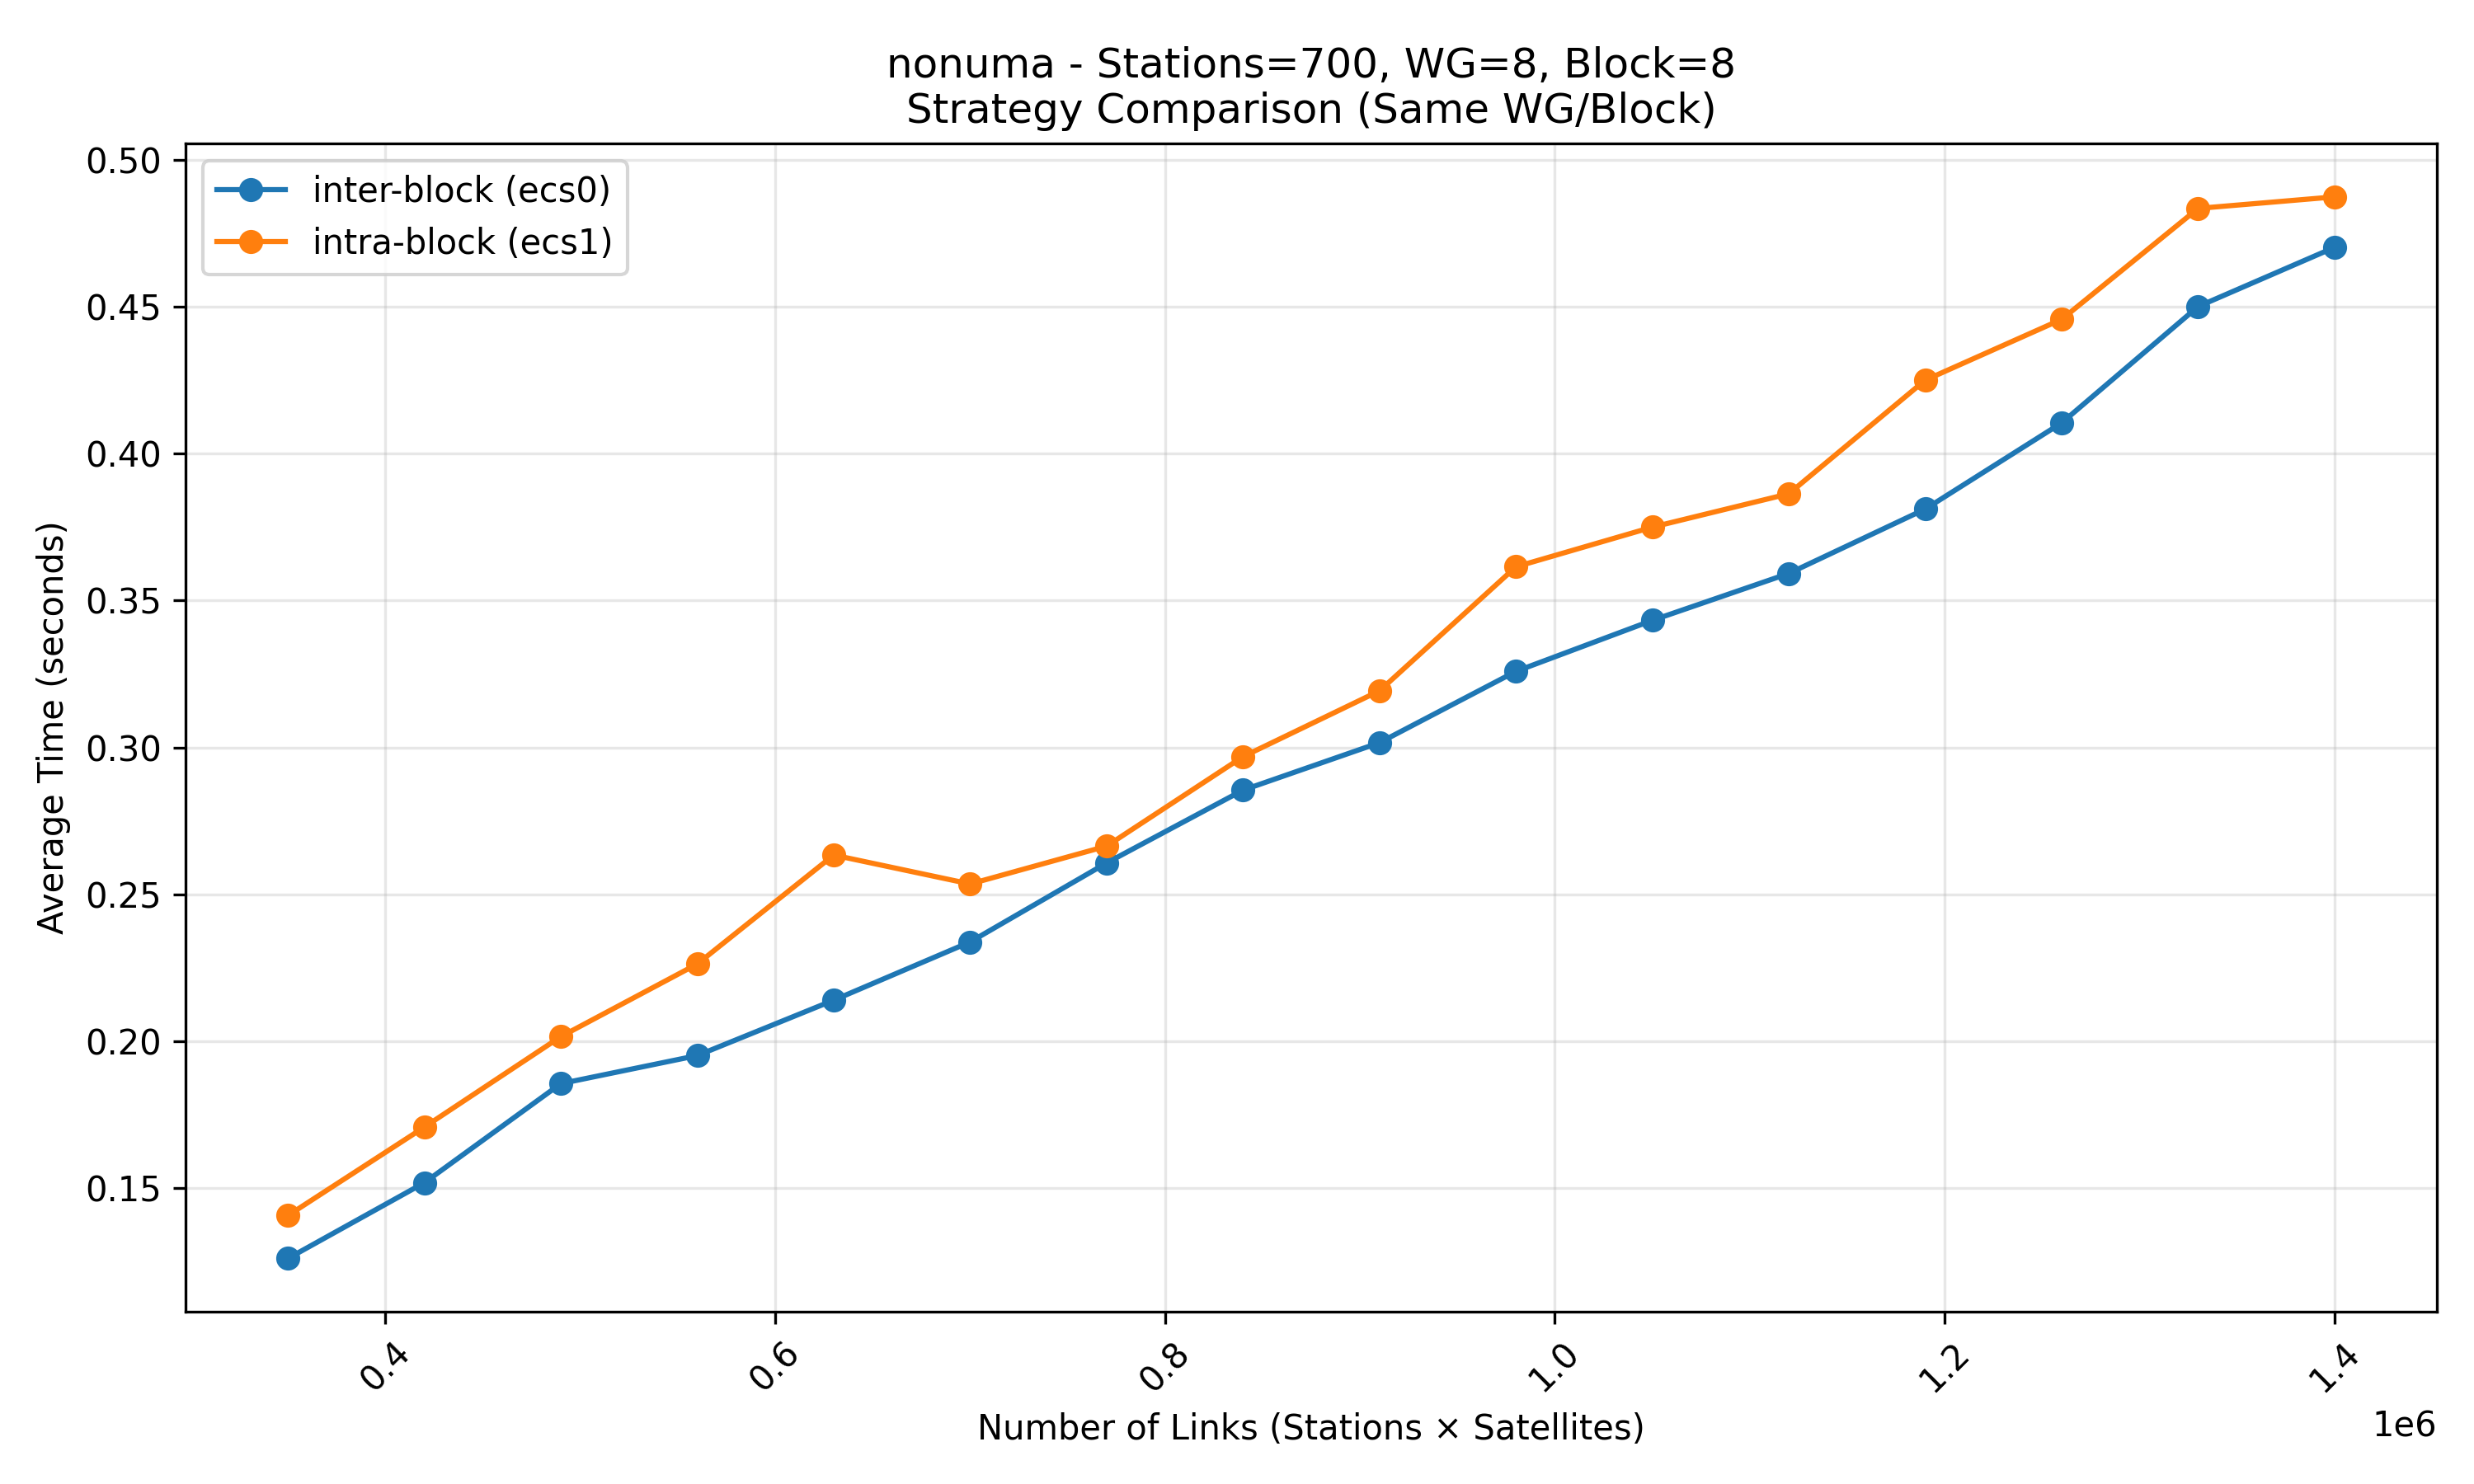 nonuma - Stations=700, WG=8, Block=8
Strategy Comparison (Same WG/Block)
inter-block (ecs0)
intra-block (ecs1)
Average Time (seconds)
0.50
0.45
0.40
0.35
0.30
0.25
0.20
0.15
0.4
0.6
0.8
1.0
1.2
1.4
1e6
Number of Links (Stations × Satellites)